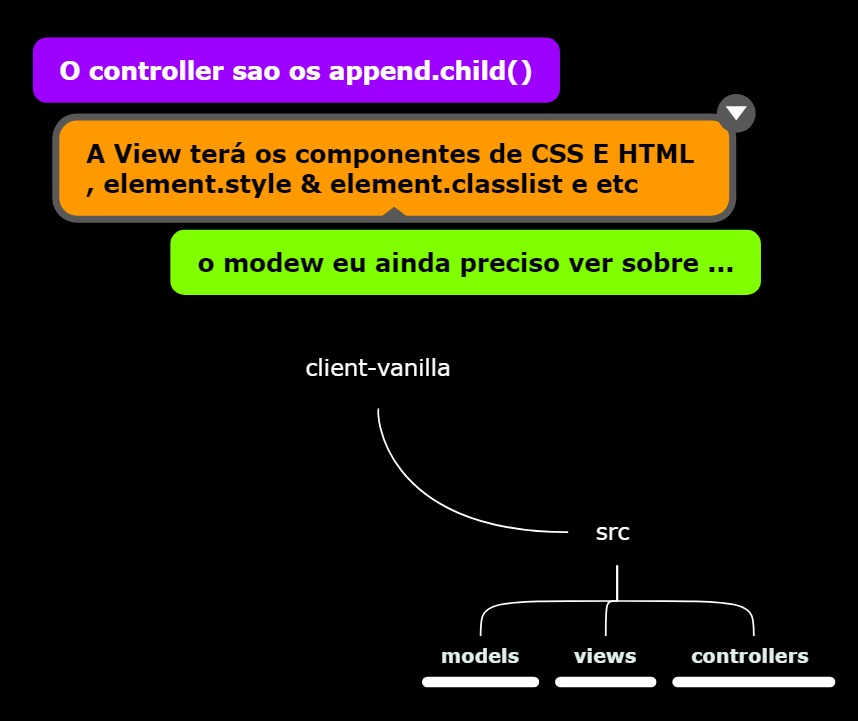 O controller sao os append.child()
A View terá os componentes de CSS E HTML
, element.style & element.classlist e etc
o modew eu ainda preciso ver sobre ...
client-vanilla
src
models views controllers